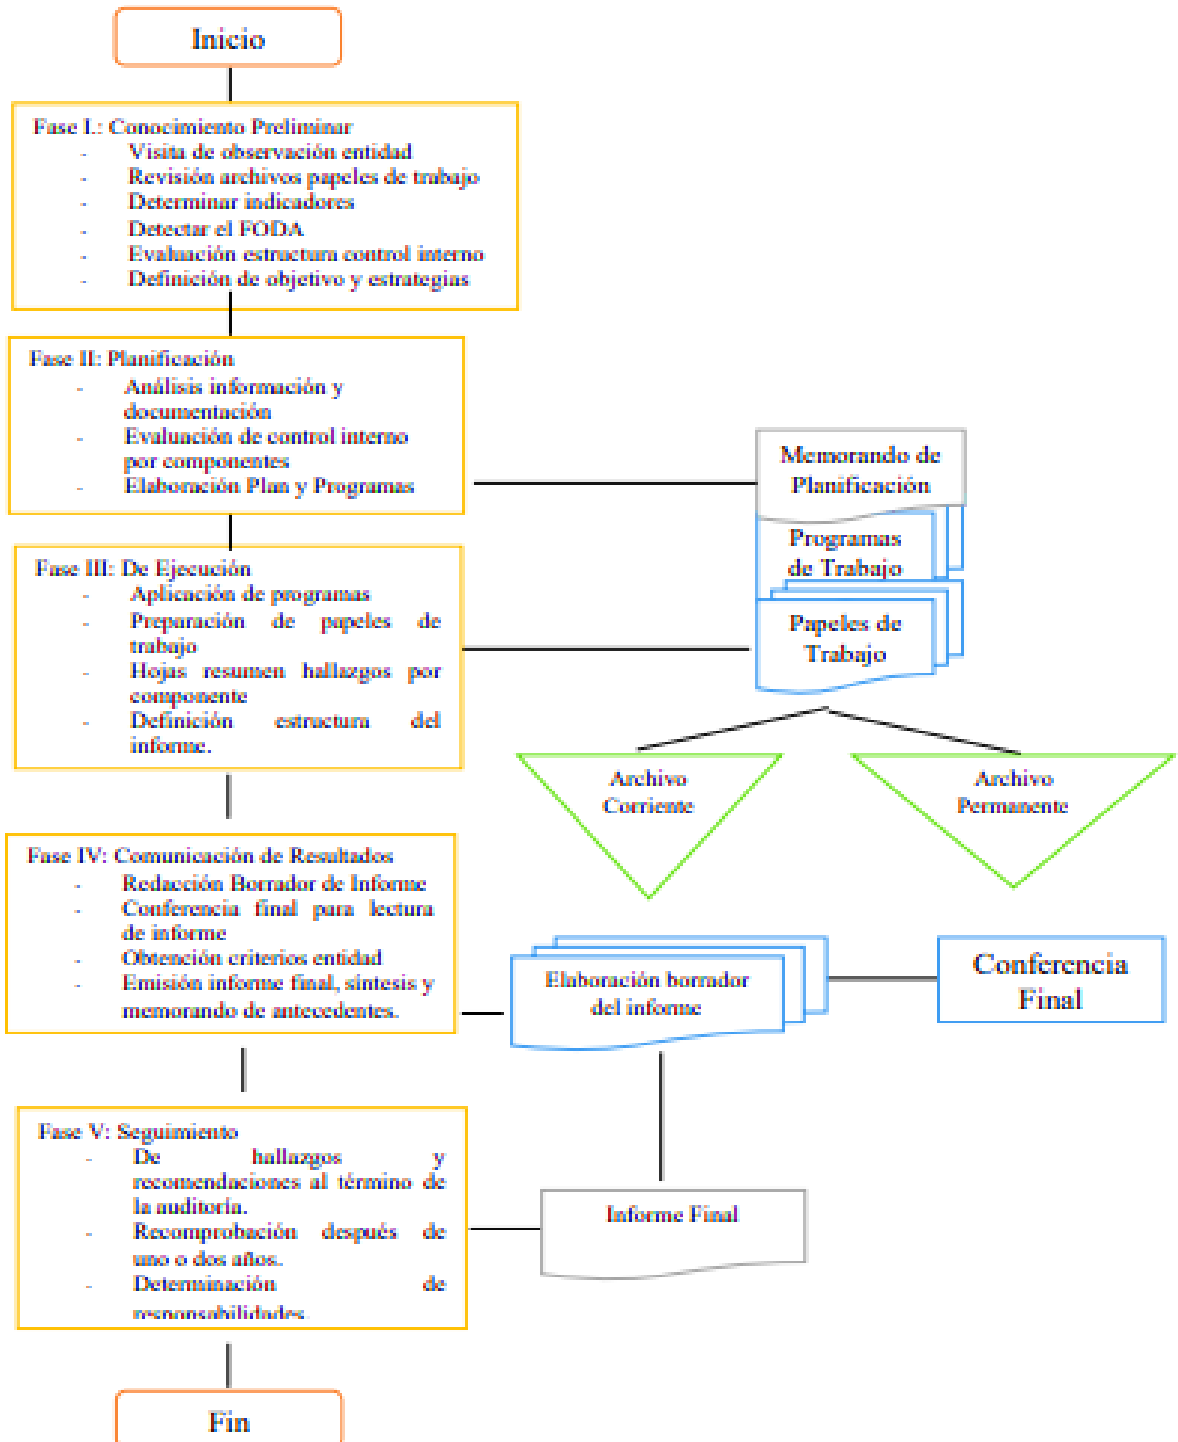 Inicio
Fase I.: Conocimiento Preliminar
- Visita de observación entidad
- Revisión archivos papeles de trabajo
- Determinar indicadores
- Detectar el FODA
- Evaluación estructura control interno
- Definición de objetivo y estrategias
Fase II: Planificación
- Análisis información y
documentación
- Evaluación de control interno
por componentes
- Elaboración Plan y Programas
Memorando de
Planificación
Programas
de Trabajo
Fase III: De Ejecución
- Aplicación de programas
- Preparación de papeles de
trabajo
- Hojas resumen hallazgos por
componente
- Definición estructura del
informe.
Papeles de
Trabajo
Archivo
Corriente
Archivo
Permanente
Fase IV: Comunicación de Resultados
- Redacción Borrador de Informe
- Conferencia final para lectura
de informe
- Obtención criterios entidad
- Emisión informe final, síntesis y
memorando de antecedentes.
Elaboración borrador
del informe
Conferencia
Final
Fase V: Seguimiento
- De hallazgos y
recomendaciones al término de
la auditoría.
- Recomprobación después de
uno o dos años.
- Determinación de
responsabilidades.
Informe Final
Fin